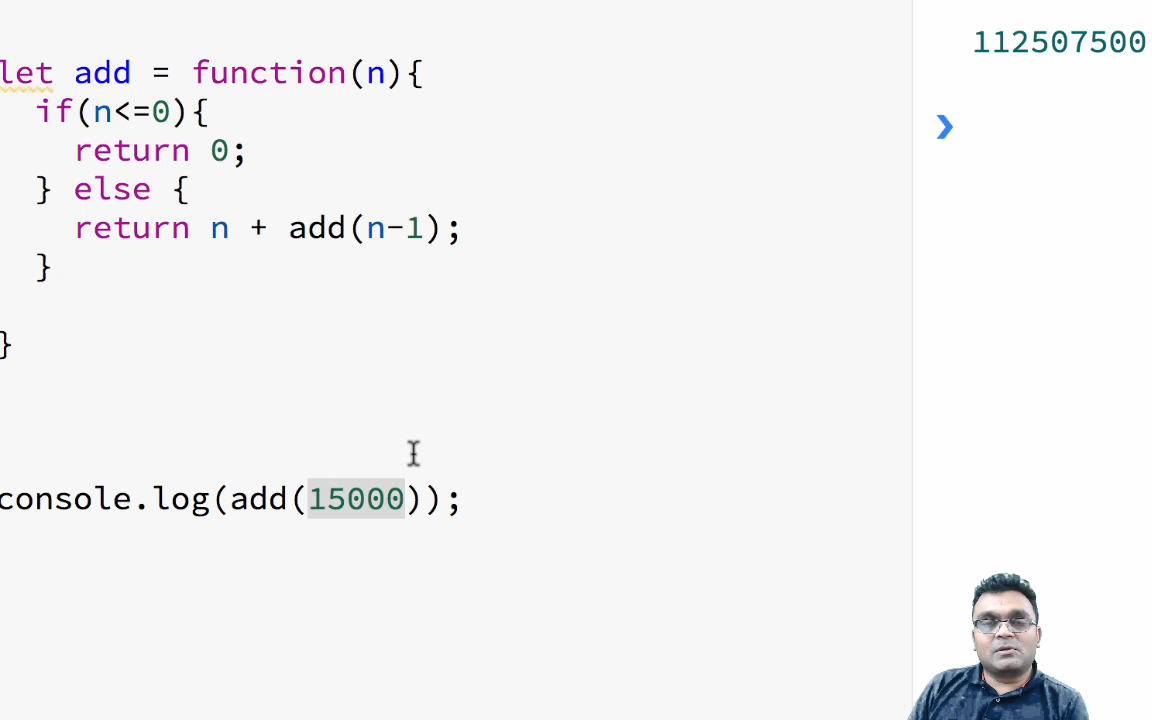 let add = function(n){
if(n<=0){
return 0;
} else {
return n + add(n-1);
}
}
console.log(add(15000));
112507500